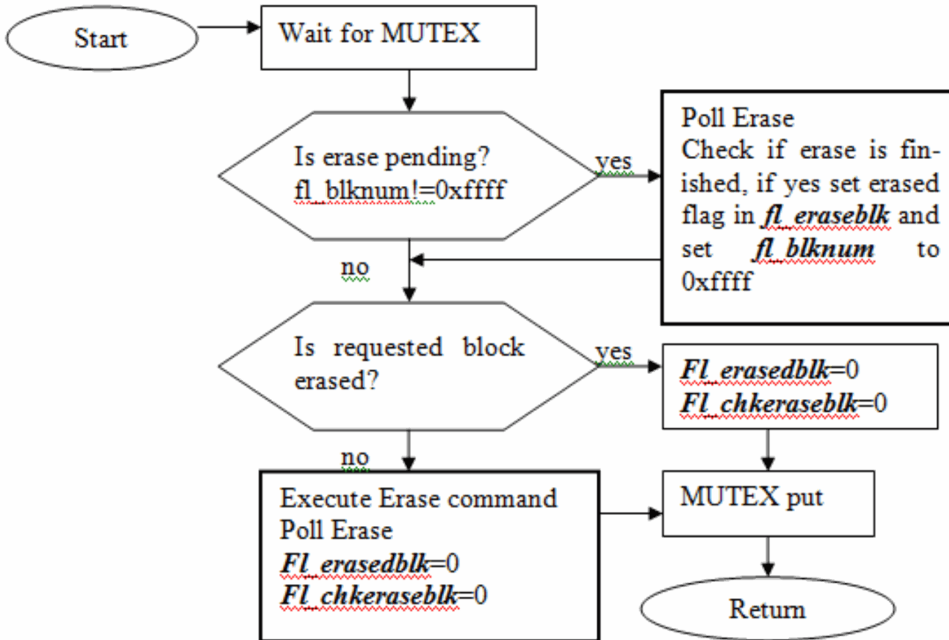 Start
Wait for MUTEX
Is erase pending?
fl_blknum!=0xffff
yes
Poll Erase
Check if erase is fin-
ished, if yes set erased
flag in fl_eraseblk and
set fl_blknum to
0xffff
no
Is requested block
erased?
yes
Fl_erasedblk=0
Fl_chkeraseblk=0
no
Execute Erase command
Poll Erase
Fl_erasedblk=0
Fl_chkeraseblk=0
MUTEX put
Return